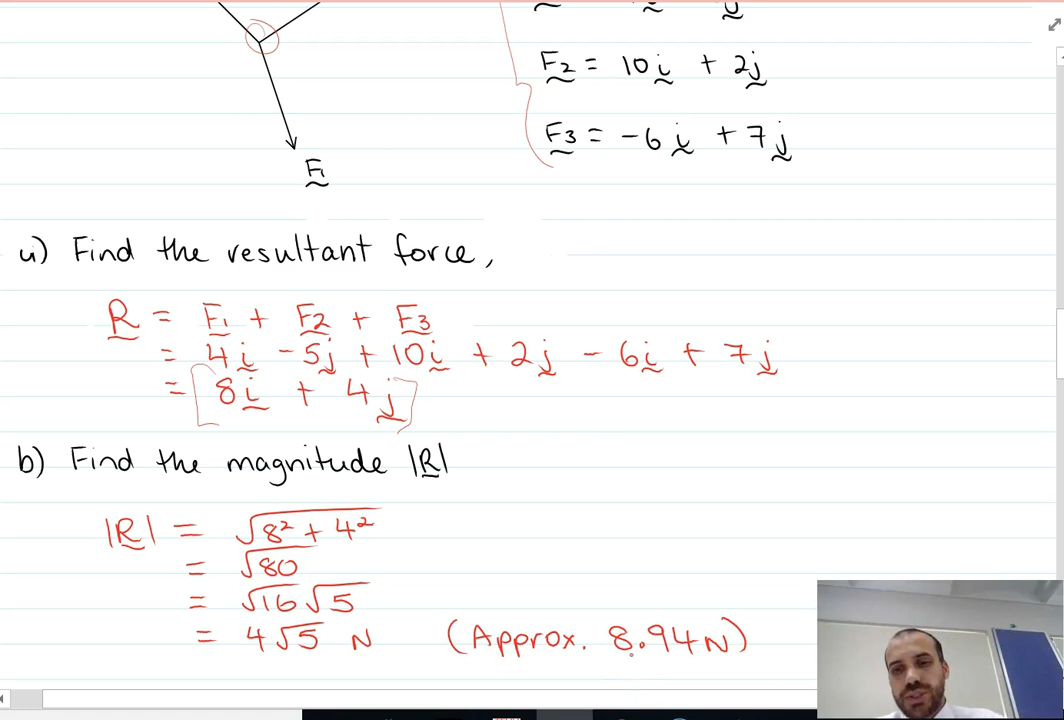 F2 = 10i + 2j
F3 = -6i + 7j
F1
a) Find the resultant force,
R = F1 + F2 + F3
= 4i - 5j + 10i + 2j - 6i + 7j
= [8i + 4j]
b) Find the magnitude |R|
|R| = √8² + 4²
= √80
= √16 √5
= 4√5 N (Approx. 8.94N)